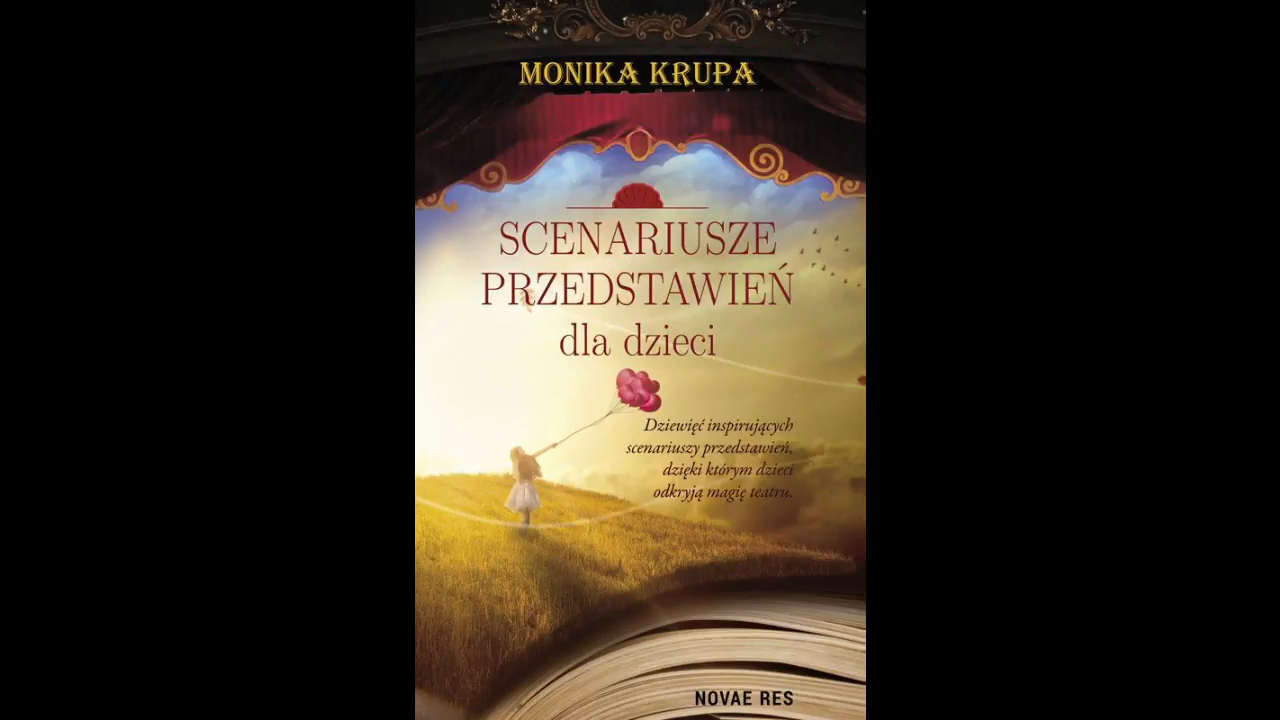 MONIKA KRUPA
SCENARIUSZE
PRZEDSTAWIEŃ
dla dzieci
Dziewięć inspirujących
scenariuszy przedstawień,
dzięki którym dzieci
odkryją magię teatru.
NOVAE RES